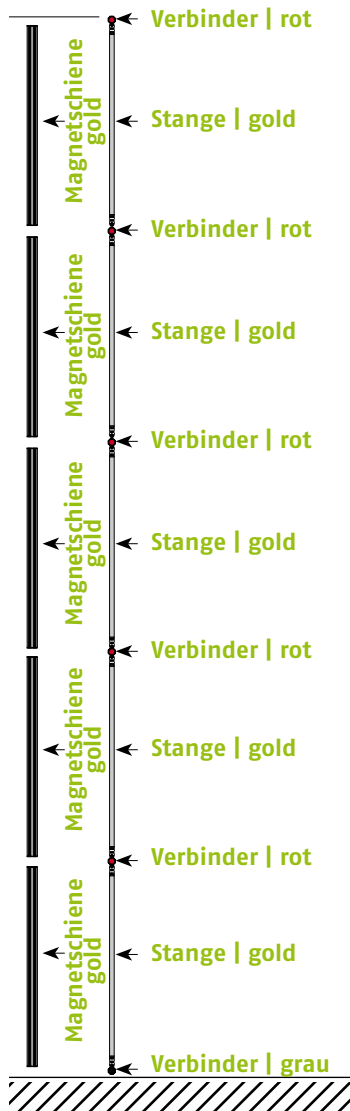 Verbinder | rot
Magnetschiene
gold
Stange | gold
Verbinder | rot
Magnetschiene
gold
Stange | gold
Verbinder | rot
Magnetschiene
gold
Stange | gold
Verbinder | rot
Magnetschiene
gold
Stange | gold
Verbinder | rot
Magnetschiene
gold
Stange | gold
Verbinder | grau